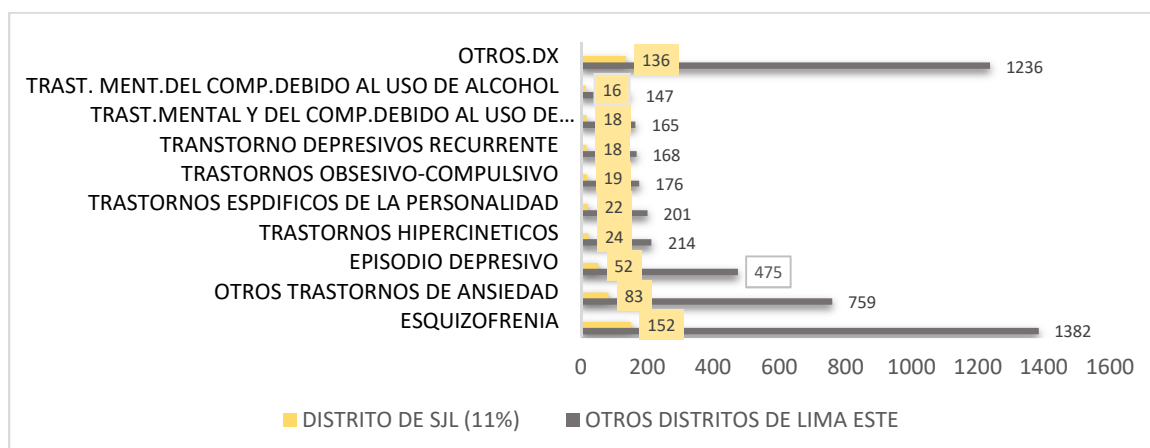 OTROS.DX 136 1236
TRAST. MENT.DEL COMP.DEBIDO AL USO DE ALCOHOL 16 147
TRAST.MENTAL Y DEL COMP.DEBIDO AL USO DE... 18 165
TRANSTORNO DEPRESIVOS RECURRENTE 18 168
TRASTORNOS OBSESIVO-COMPULSIVO 19 176
TRASTORNOS ESPDIFICOS DE LA PERSONALIDAD 22 201
TRASTORNOS HIPERCINETICOS 24 214
EPISODIO DEPRESIVO 52 475
OTROS TRASTORNOS DE ANSIEDAD 83 759
ESQUIZOFRENIA 152 1382
0 200 400 600 800 1000 1200 1400 1600
DISTRITO DE SJL (11%) OTROS DISTRITOS DE LIMA ESTE